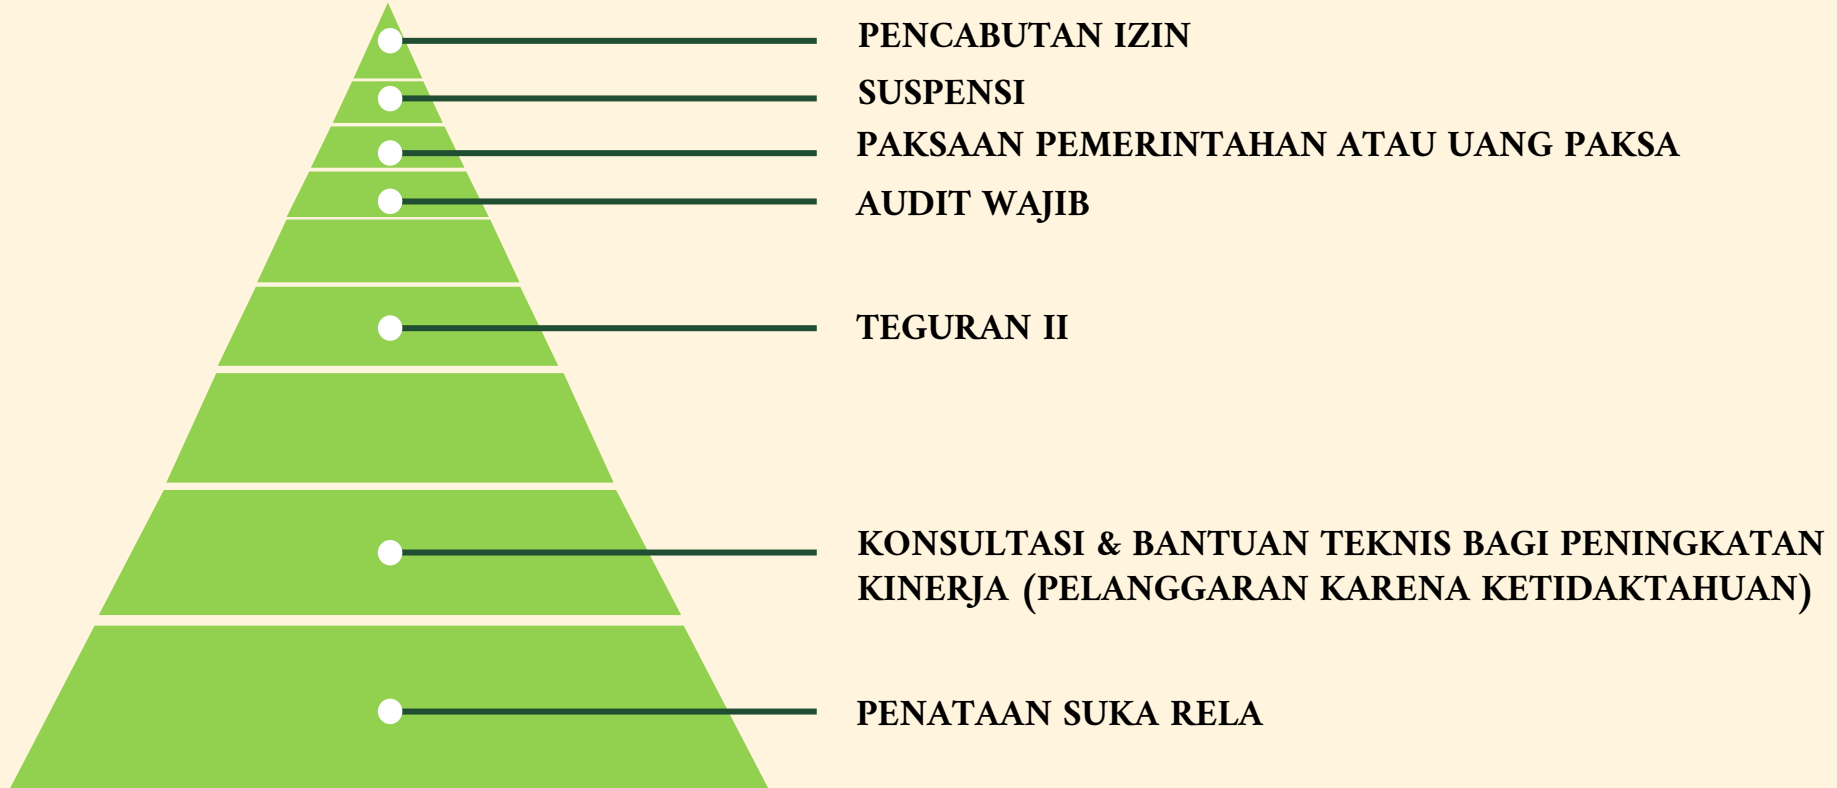 PENCABUTAN IZIN
SUSPENSI
PAKSAAN PEMERINTAHAN ATAU UANG PAKSA
AUDIT WAJIB
TEGURAN II
KONSULTASI & BANTUAN TEKNIS BAGI PENINGKATAN
KINERJA (PELANGGARAN KARENA KETIDAKTAHUAN)
PENATAAN SUKA RELA